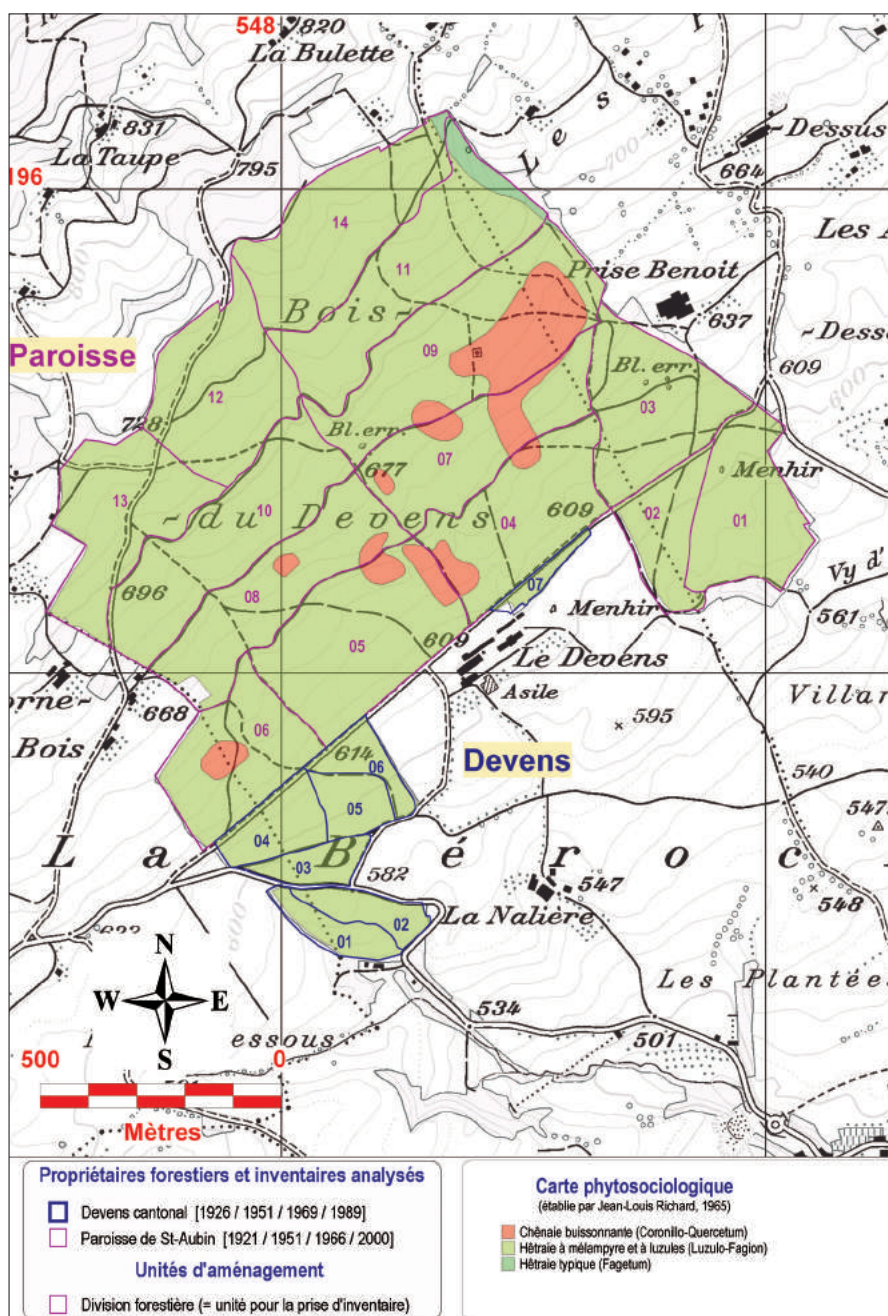 548
820
La Bulette
831
La Taupe
Les
Dessus
795
700
664
196
14
Les A
800
11
Prise Benoit
Bois-
637
Paroisse
09
-Desso
609
Bl. err.
600
12
03
728
Bl.err.
677
07
Menhir
13
10
-du Devens
04
609
02
01
07
Vy d'
696
08
Menhir
561
05
609
Le Devens
Asile
668
06
595
Villar
orne-
Bois
614
06
Devens
540
05
547
04
La Béroc
03
582
547
548
La Nalière
02
01
600
N
W E
S
Les Plantée
534
501
essous
500 0
Mètres
Propriétaires forestiers et inventaires analysés
Devens cantonal [1926 / 1951 / 1969 / 1989]
Paroisse de St-Aubin [1921 / 1951 / 1966 / 2000]
Unités d'aménagement
Division forestière (= unité pour la prise d'inventaire)
Carte phytosociologique
(établie par Jean-Louis Richard, 1965)
Chênaie buissonnante (Coronillo-Quercetum)
Hêtraie à mélampyre et à luzules (Luzulo-Fagion)
Hêtraie typique (Fagetum)